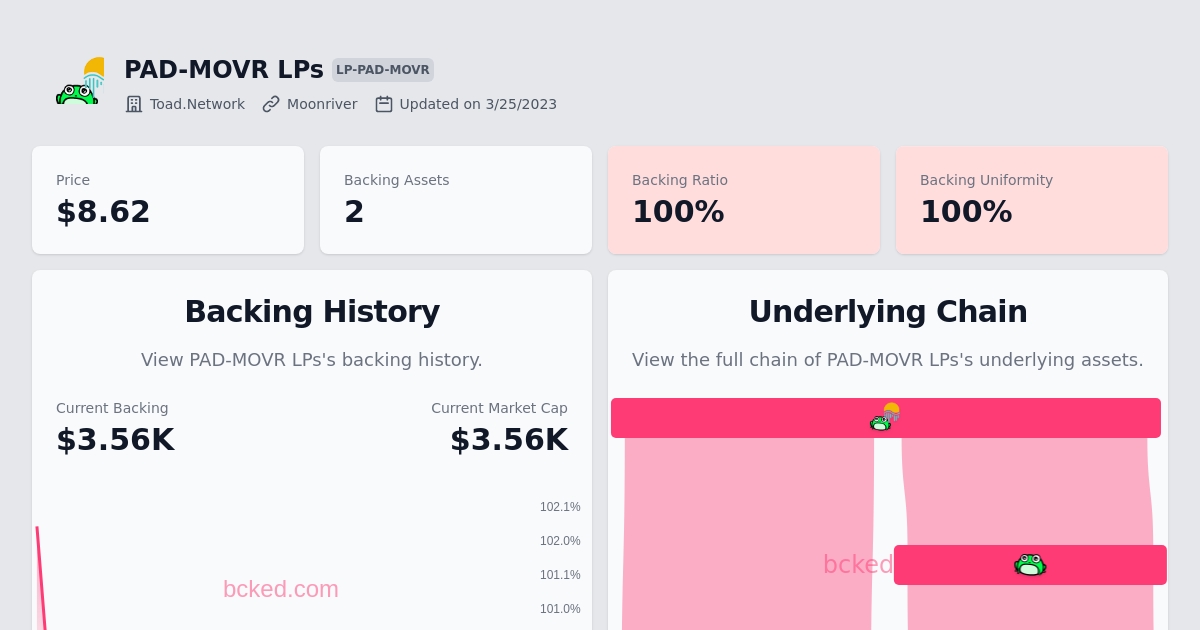 PAD-MOVR LPs LP-PAD-MOVR
Toad.Network Moonriver Updated on 3/25/2023
Price
$8.62
Backing Assets
2
Backing Ratio
100%
Backing Uniformity
100%
Backing History
View PAD-MOVR LPs's backing history.
Current Backing
$3.56K
Current Market Cap
$3.56K
102.1%
102.0%
101.1%
101.0%
bcked.com
Underlying Chain
View the full chain of PAD-MOVR LPs's underlying assets.
bcked